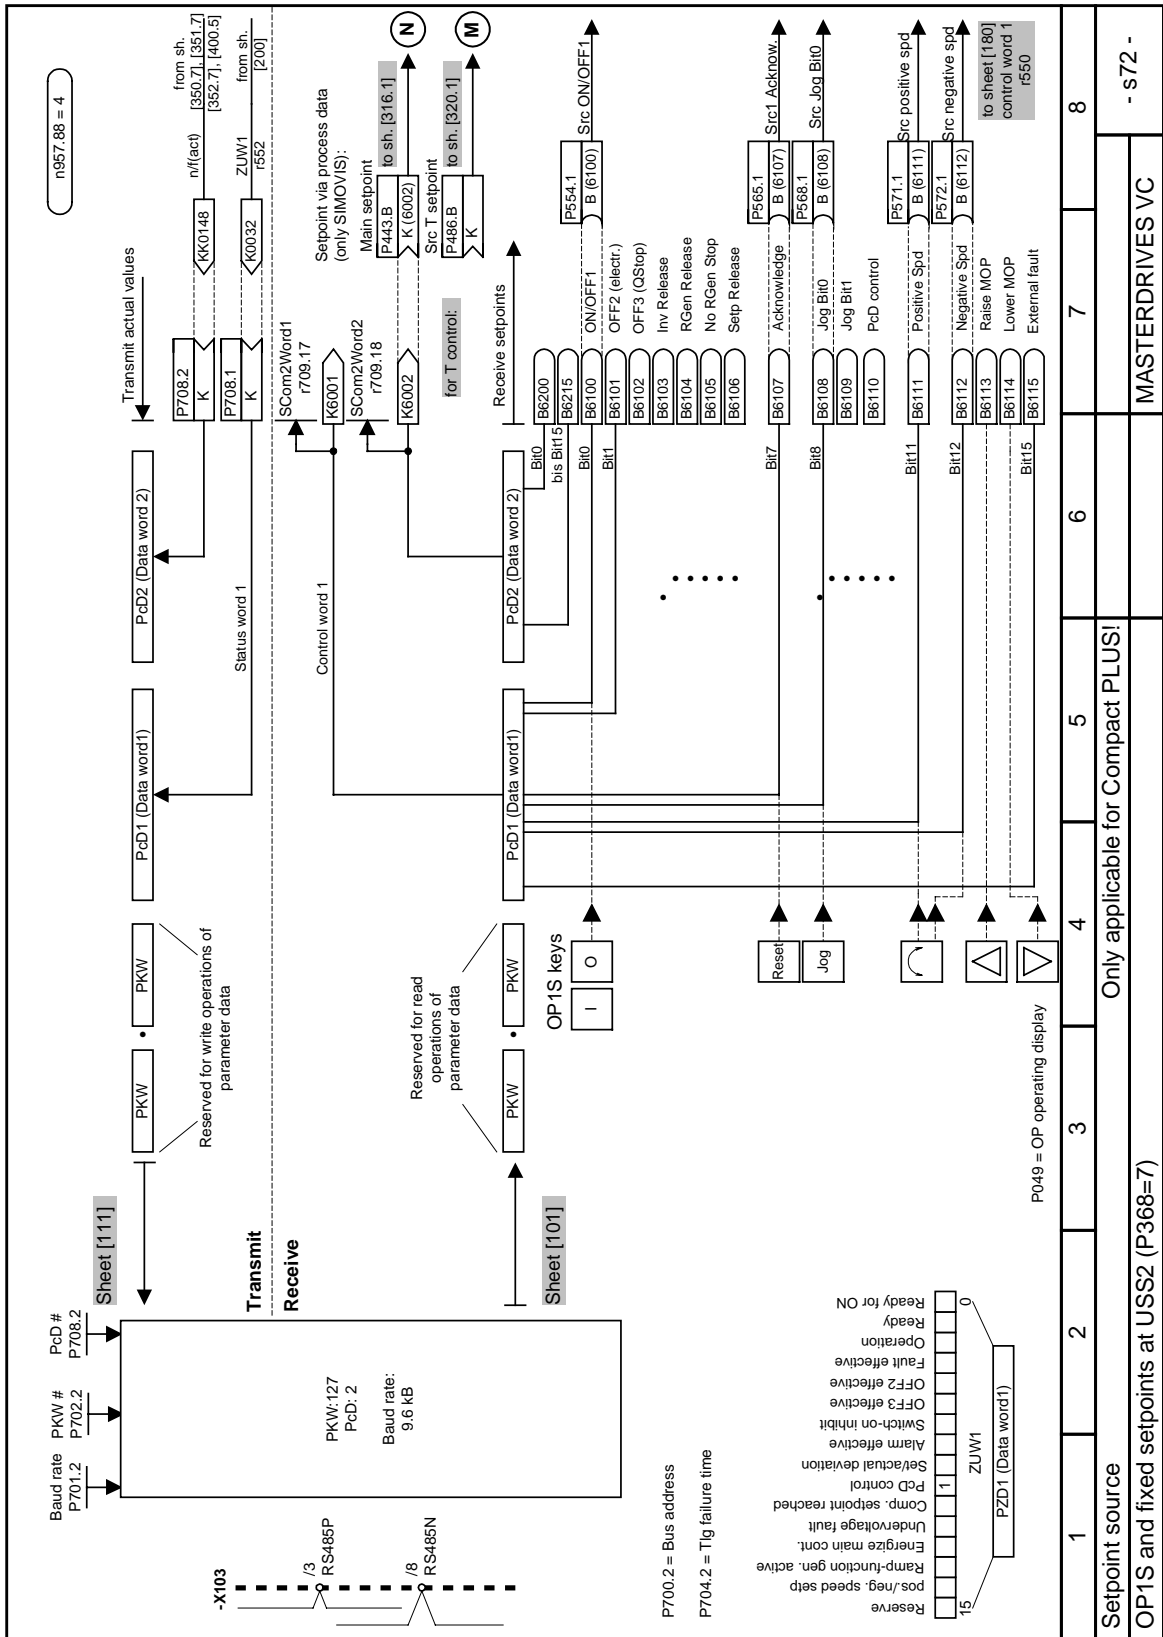 n957.88 = 4
Baud rate
P701.2
PKW #
P702.2
PcD #
P708.2
Sheet [111]
PKW
PKW
PcD1 (Data word1)
PcD2 (Data word 2)
Transmit actual values
Reserved for write operations of
parameter data
P708.2
K
KK0148
n/f(act)
from sh.
[350.7], [351.7]
[352.7], [400.5]
Status word 1
P708.1
K
K0032
ZUW1
r552
from sh.
[200]
Transmit
Receive
-X103
/3
RS485P
/8
RS485N
PKW:127
PcD: 2
Baud rate:
9.6 kB
Control word 1
SCom2Word1
r709.17
K6001
SCom2Word2
r709.18
K6002
Setpoint via process data
(only SIMOVIS):
Main setpoint
P443.B
K (6002)
to sh. [316.1]
N
Src T setpoint
P486.B
K
to sh. [320.1]
M
for T control:
Sheet [101]
Reserved for read
operations of
parameter data
PKW
PKW
PcD1 (Data word1)
PcD2 (Data word 2)
Receive setpoints
Bit0
B6200
bis Bit15
B6215
OP1S keys
I
O
Bit0
B6100
ON/OFF1
P554.1
B (6100)
Src ON/OFF1
Bit1
B6101
OFF2 (electr.)
B6102
OFF3 (QStop)
B6103
Inv Release
B6104
RGen Release
B6105
No RGen Stop
B6106
Setp Release
Reset
Bit7
B6107
Acknowledge
P565.1
B (6107)
Src1 Acknow.
Jog
Bit8
B6108
Jog Bit0
P568.1
B (6108)
Src Jog Bit0
B6109
Jog Bit1
B6110
PcD control
Bit11
B6111
Positive Spd
P571.1
B (6111)
Src positive spd
Bit12
B6112
Negative Spd
P572.1
B (6112)
Src negative spd
B6113
Raise MOP
B6114
Lower MOP
Bit15
B6115
External fault
to sheet [180]
control word 1
r550
P700.2 = Bus address
P704.2 = Tlg failure time
P049 = OP operating display
Reserve
pos./neg. speed setp
Ramp-function gen. active
Energize main cont.
Undervoltage fault
Comp. setpoint reached
PcD control
Set/actual deviation
Alarm effective
Switch-on inhibit
OFF3 effective
OFF2 effective
Fault effective
Operation
Ready
Ready for ON
1
15
ZUW1
0
PZD1 (Data word1)
1
2
3
4
5
6
7
8
Setpoint source
Only applicable for Compact PLUS!
OP1S and fixed setpoints at USS2 (P368=7)
MASTERDRIVES VC
- s72 -